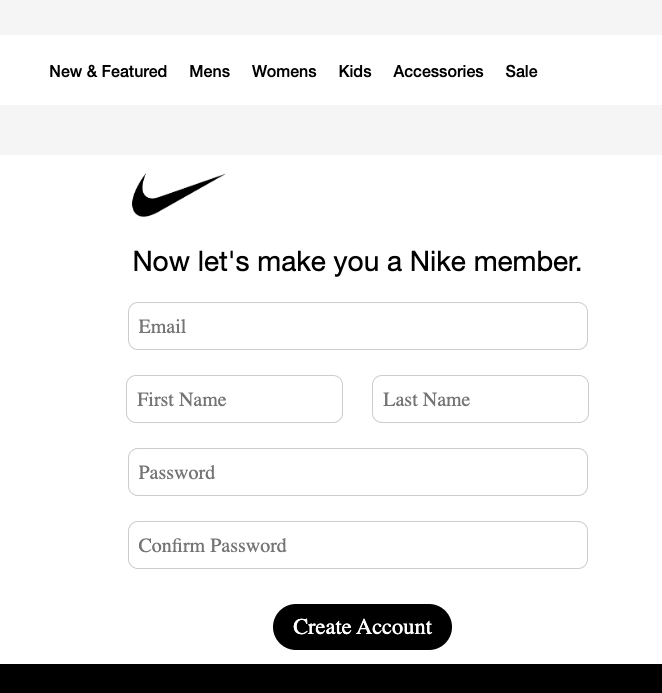 New & Featured Mens Womens Kids Accessories Sale
Now let's make you a Nike member.
Email
First Name Last Name
Password
Confirm Password
Create Account